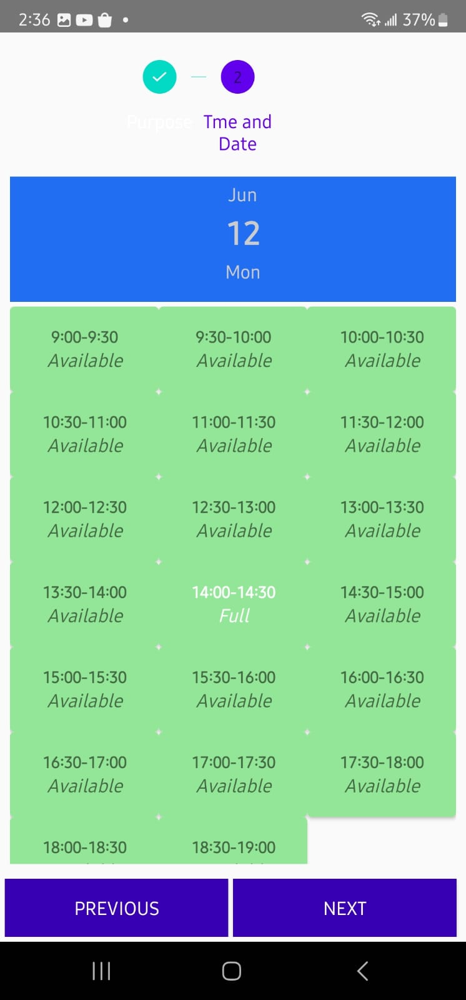 2:36
37%
2
Purpose
Tme and
Date
Jun
12
Mon
9:00-9:30
Available
9:30-10:00
Available
10:00-10:30
Available
10:30-11:00
Available
11:00-11:30
Available
11:30-12:00
Available
12:00-12:30
Available
12:30-13:00
Available
13:00-13:30
Available
13:30-14:00
Available
14:00-14:30
Full
14:30-15:00
Available
15:00-15:30
Available
15:30-16:00
Available
16:00-16:30
Available
16:30-17:00
Available
17:00-17:30
Available
17:30-18:00
Available
18:00-18:30
18:30-19:00
PREVIOUS
NEXT